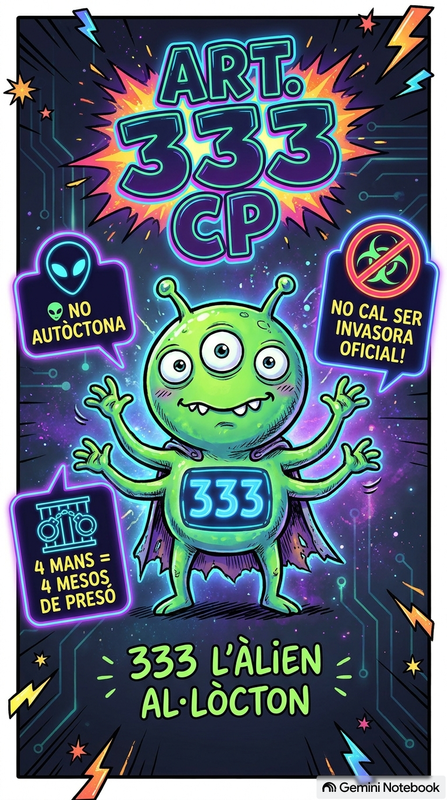 ART.
333
CP
👽 NO
AUTÒCTONA
NO CAL SER
INVASORA
OFICIAL!
333
4 MANS =
4 MESOS
DE PRESÓ
333 L'ÀLIEN
AL·LÒCTON
Gemini Notebook